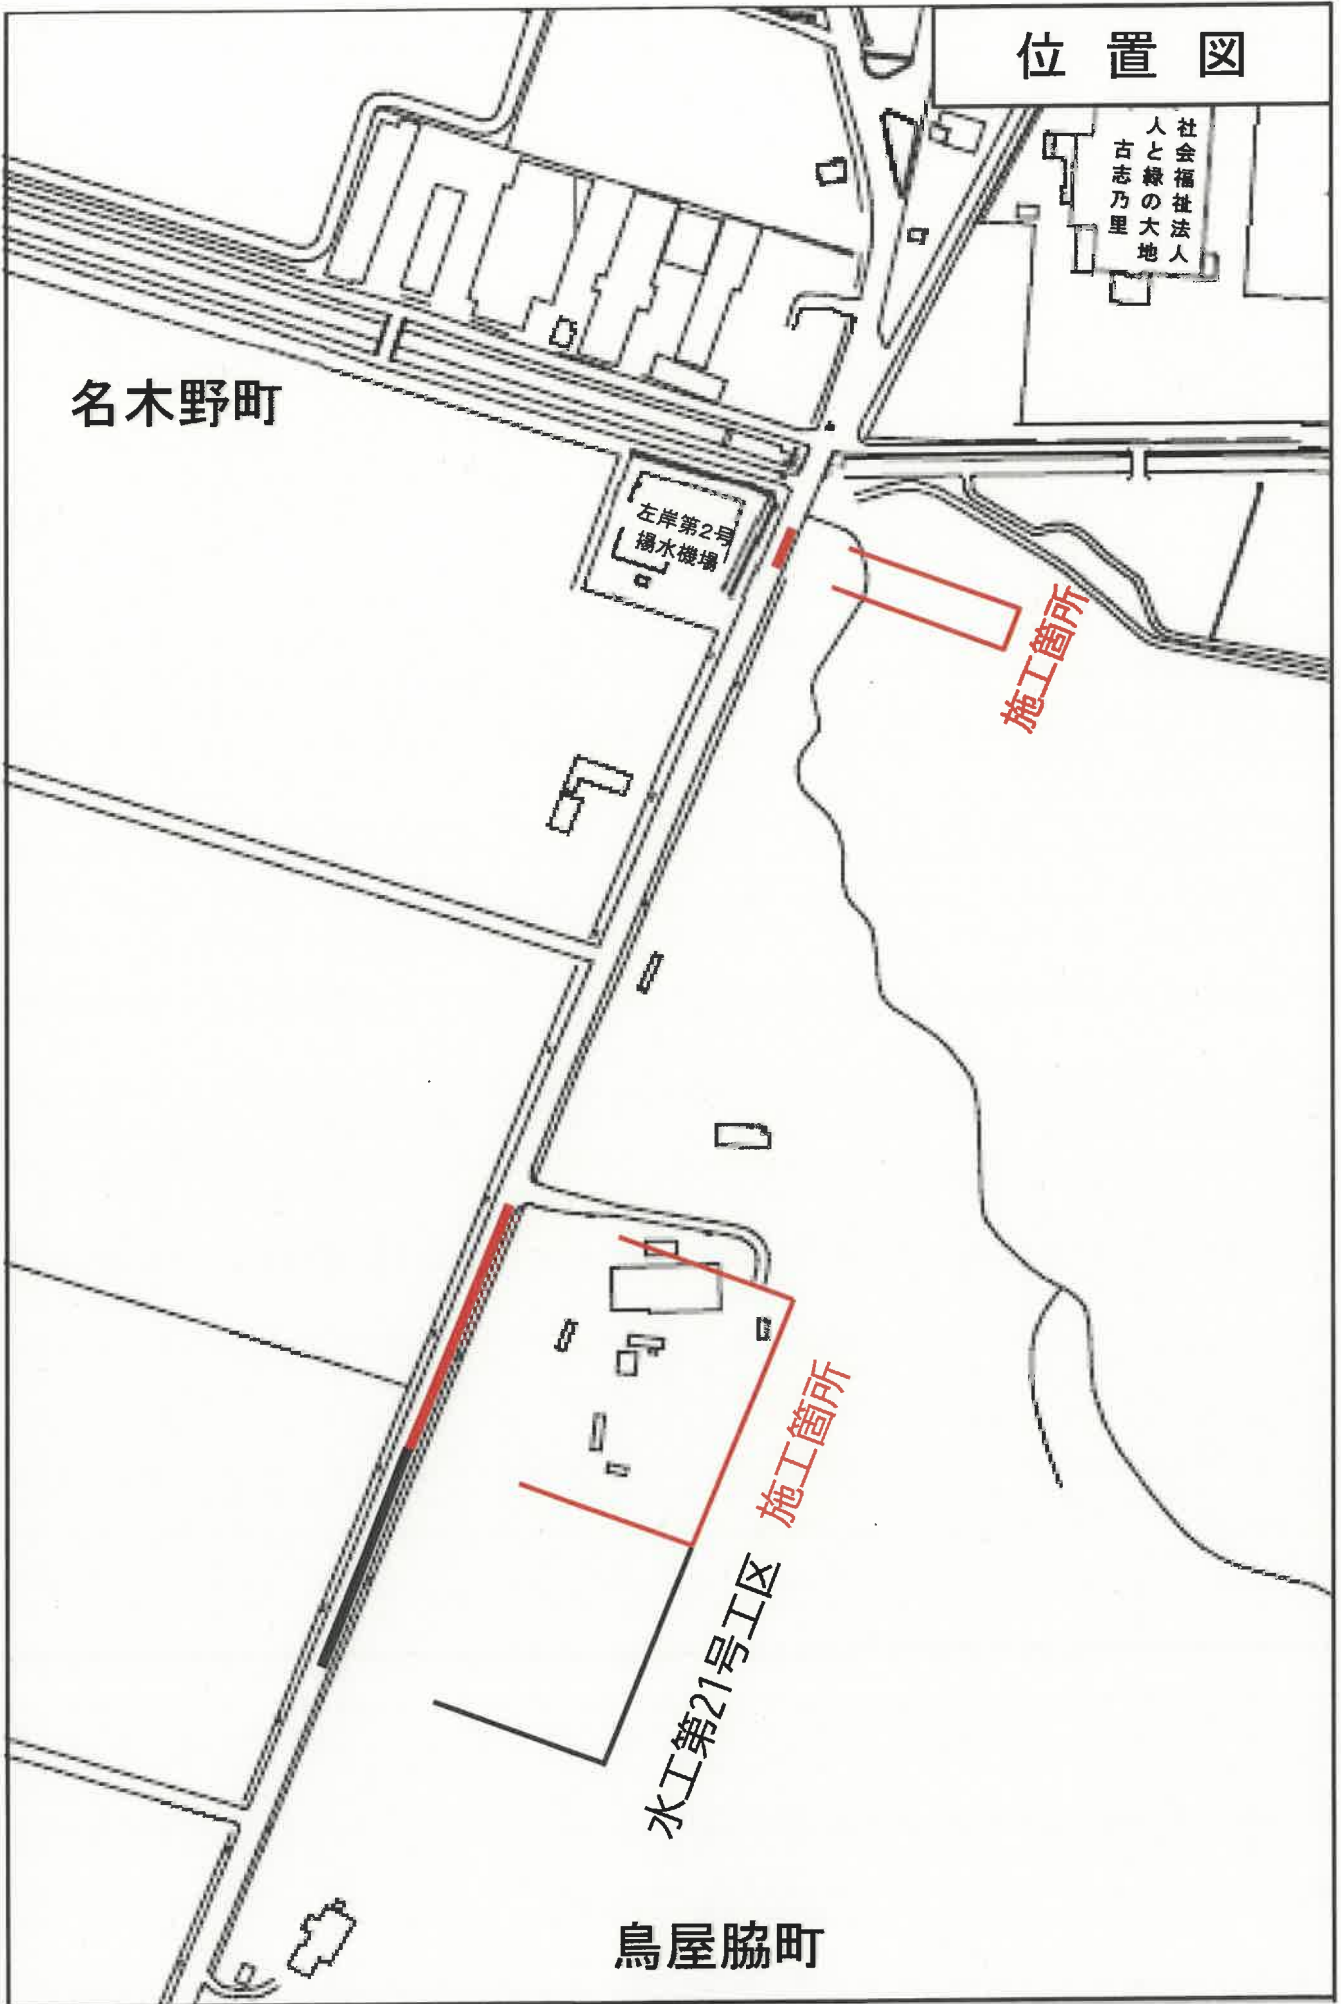 位置図
社会福祉法人
人と緑の大地
古志乃里
名木野町
左岸第2号
揚水機場
施工箇所
施工箇所
水工第21号工区
鳥屋脇町